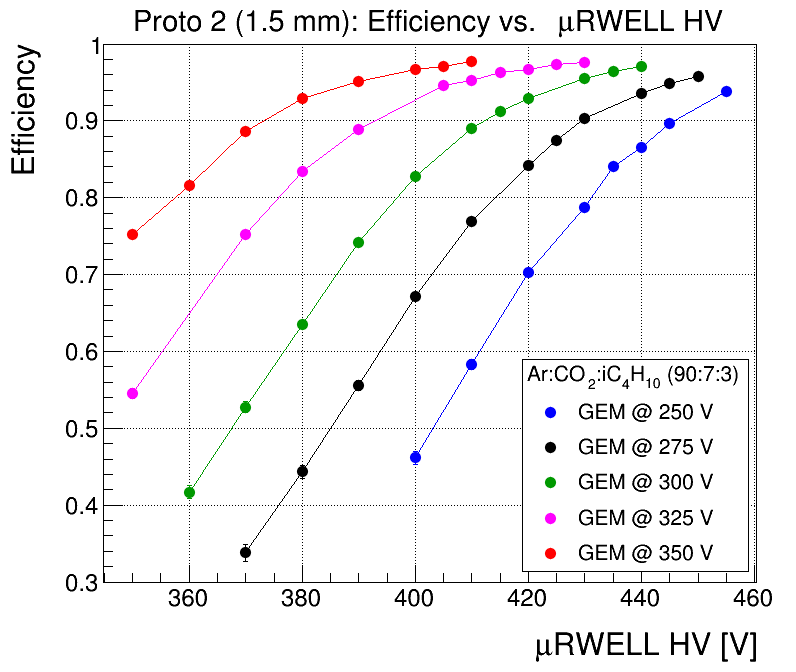 Proto 2 (1.5 mm): Efficiency vs. μRWELL HV
Efficiency
1
0.9
0.8
0.7
0.6
0.5
0.4
0.3
360 380 400 420 440 460
μRWELL HV [V]
Ar:CO₂:iC₄H₁₀ (90:7:3)
GEM @ 250 V
GEM @ 275 V
GEM @ 300 V
GEM @ 325 V
GEM @ 350 V